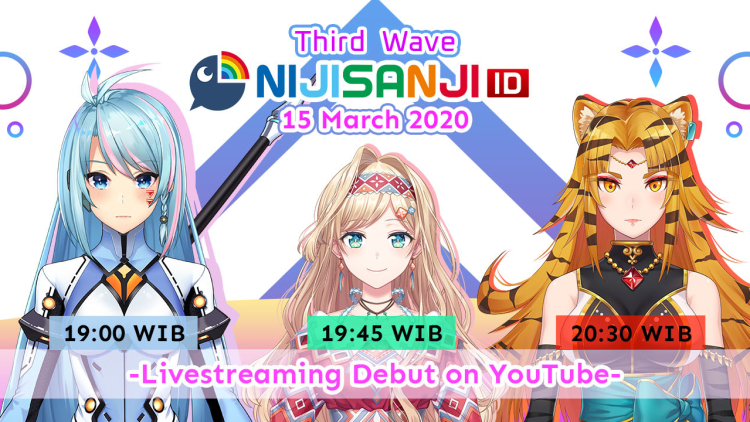 Third Wave
NIJISANJI ID
15 March 2020
19:00 WIB
19:45 WIB
20:30 WIB
-Livestreaming Debut on YouTube-